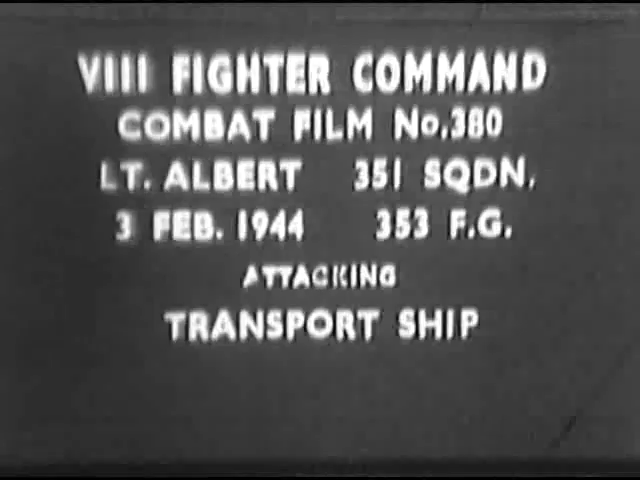 VIII FIGHTER COMMAND
COMBAT FILM No.380
LT. ALBERT 351 SQDN.
3 FEB. 1944 353 F.G.
ATTACKING
TRANSPORT SHIP